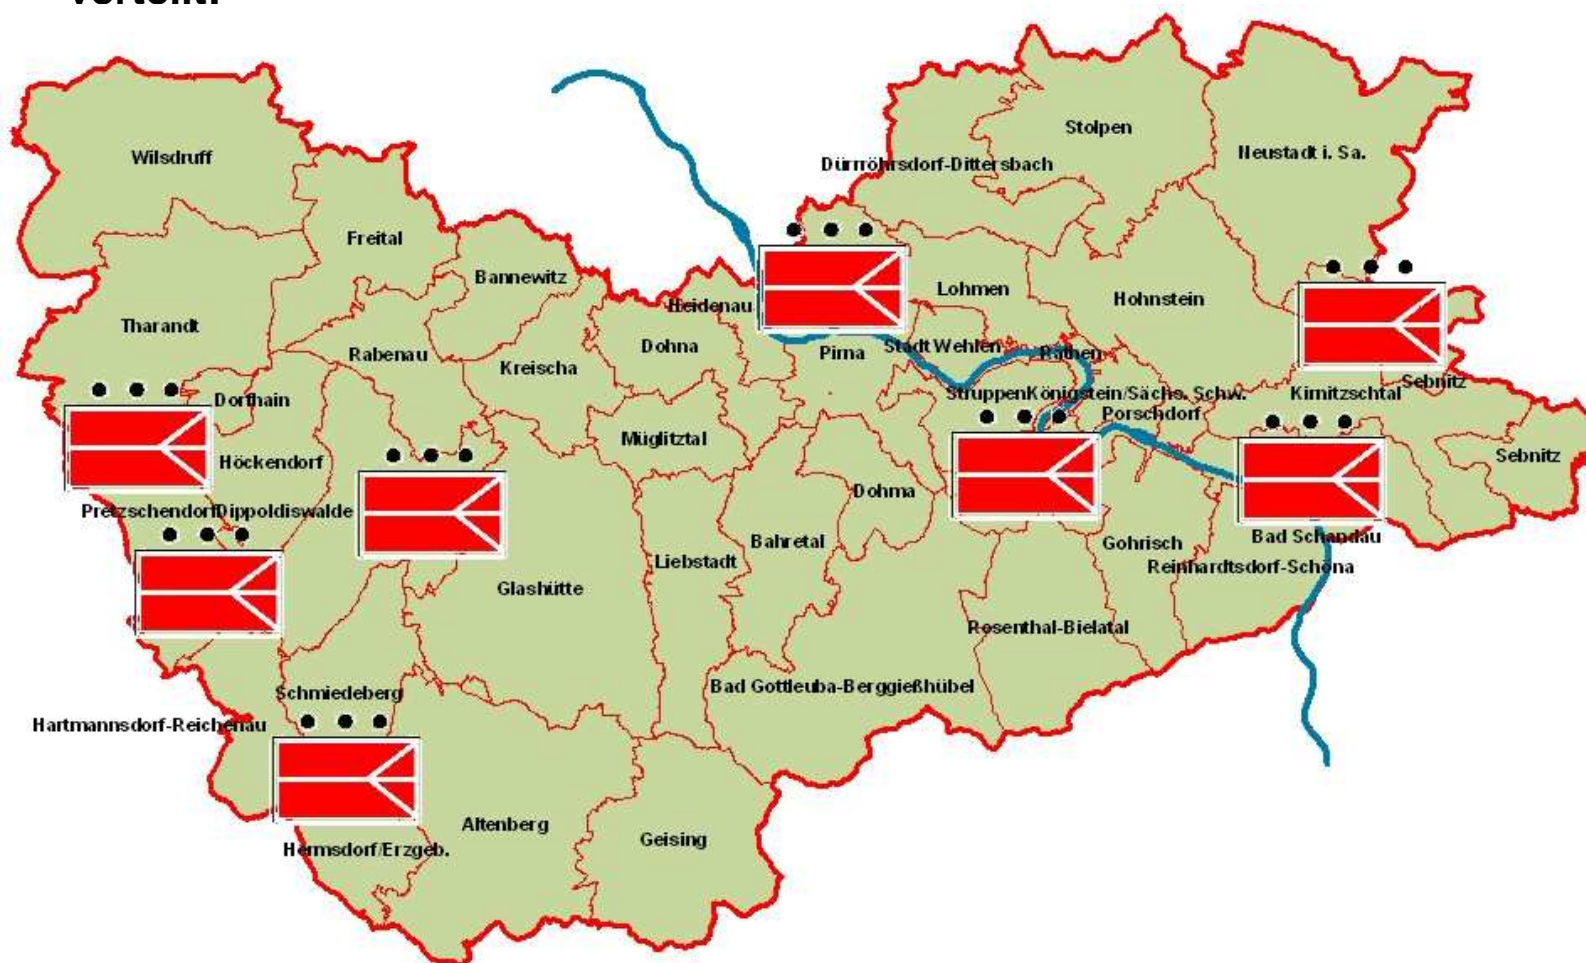 verteilt.
Stolpen
Wilsdruff
Neustadt i. Sa.
Dürrröhrsdorf-Dittersbach
Freital
Bannewitz
Lohmen
Hohnstein
Heidenau
Tharandt
Dohna
Pirna
Stadt Wehlen
Rathen
Rabenau
Kreischa
Sebnitz
Dorfhain
Struppen
Königstein/Sächs. Schw.
Kirnitzschtal
Porschdorf
Müglitztal
Höckendorf
Sebnitz
Dohma
Pretzschendorf
Dippoldiswalde
Bahretal
Gohrisch
Bad Schandau
Liebstadt
Reinhardtsdorf-Schöna
Glashütte
Rosenthal-Bielatal
Bad Gottleuba-Berggießhübel
Schmiedeberg
Hartmannsdorf-Reichenau
Altenberg
Geising
Hermsdorf/Erzgeb.